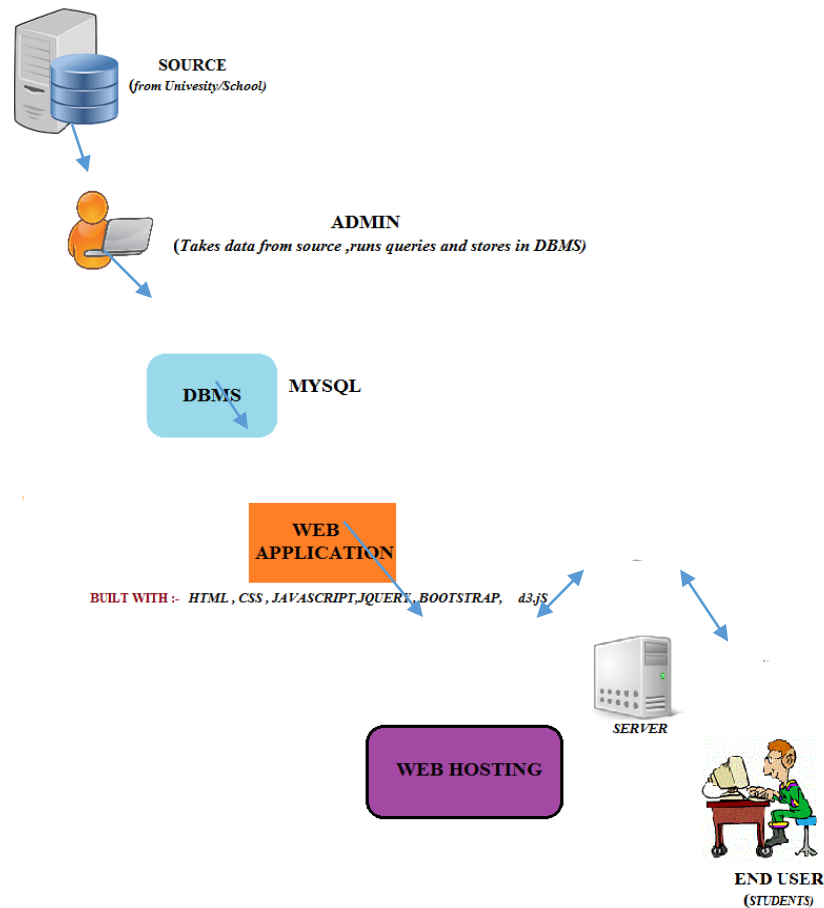 SOURCE
(from Univesity/School)
ADMIN
(Takes data from source ,runs queries and stores in DBMS)
DBMS
MYSQL
WEB
APPLICATION
BUILT WITH :- HTML , CSS , JAVASCRIPT,JQUERY , BOOTSTRAP, d3.jS
SERVER
WEB HOSTING
END USER
(STUDENTS)